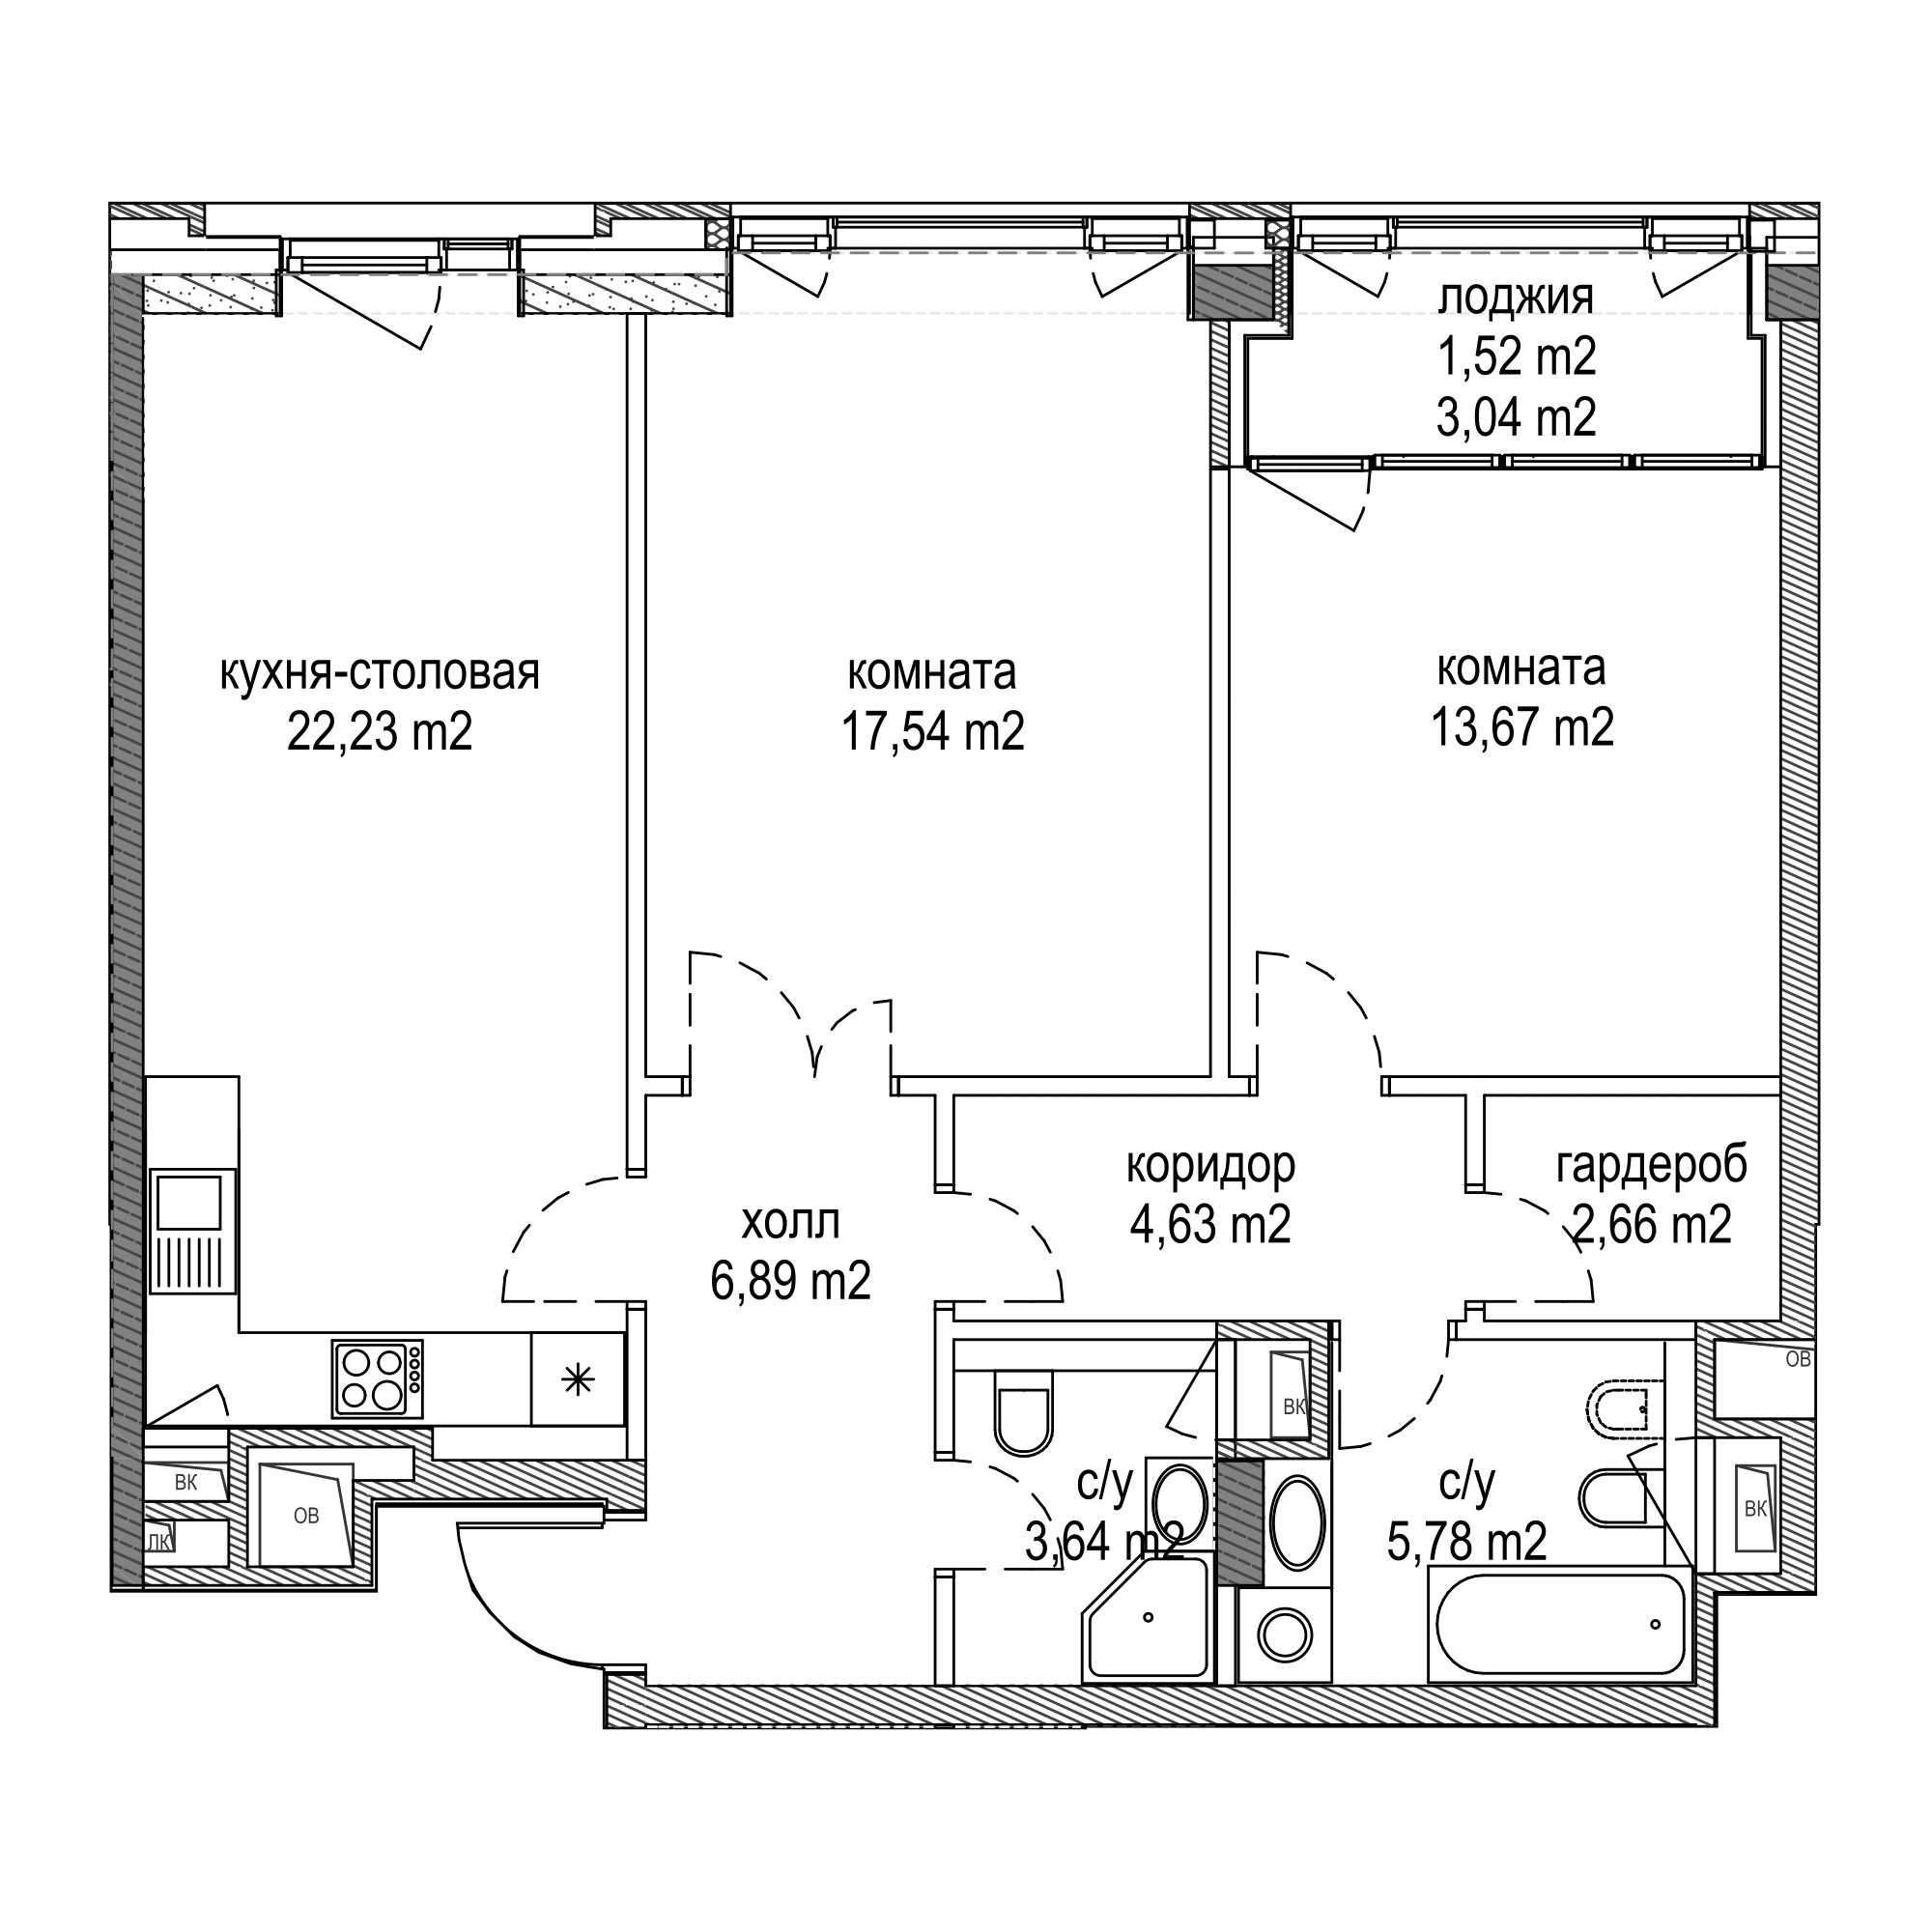 лоджия
1,52 m2
3,04 m2
кухня-столовая
22,23 m2
комната
17,54 m2
комната
13,67 m2
холл
6,89 m2
коридор
4,63 m2
гардероб
2,66 m2
с/у
3,64 m2
с/у
5,78 m2
ВК
ОВ
ЛК
ВК
ОВ
ВК